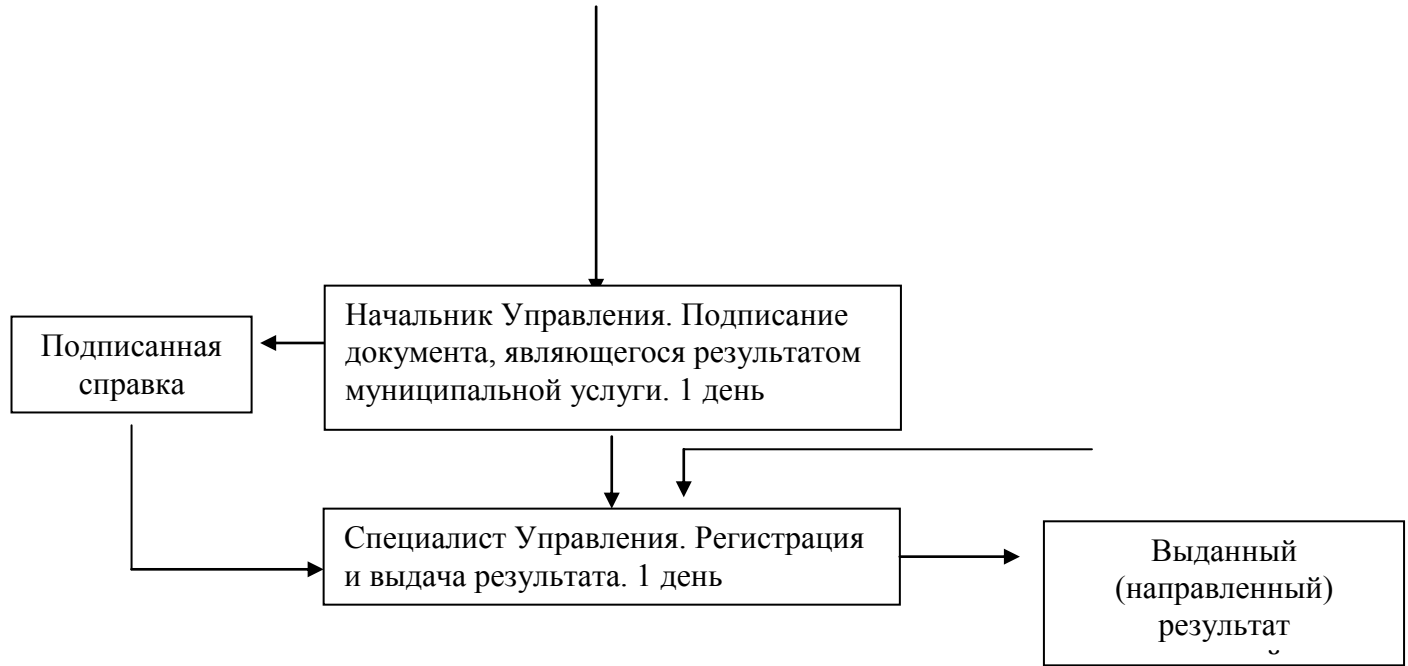 Начальник Управления. Подписание
документа, являющегося результатом
муниципальной услуги. 1 день
Подписанная
справка
Специалист Управления. Регистрация
и выдача результата. 1 день
Выданный
(направленный)
результат